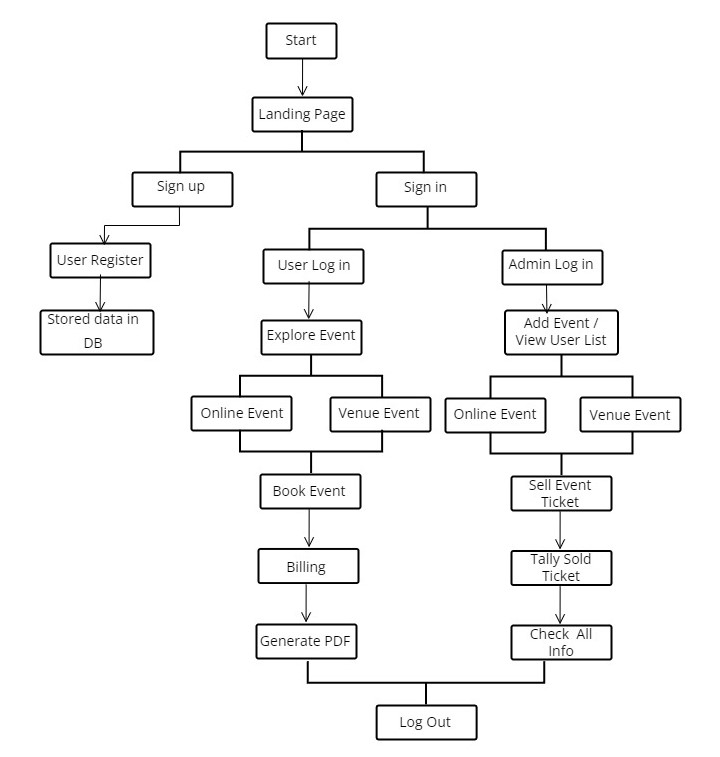 Start
Landing Page
Sign up
Sign in
User Register
User Log in
Admin Log in
Stored data in
DB
Explore Event
Add Event /
View User List
Online Event
Venue Event
Online Event
Venue Event
Book Event
Sell Event
Ticket
Billing
Tally Sold
Ticket
Generate PDF
Check  All
Info
Log Out